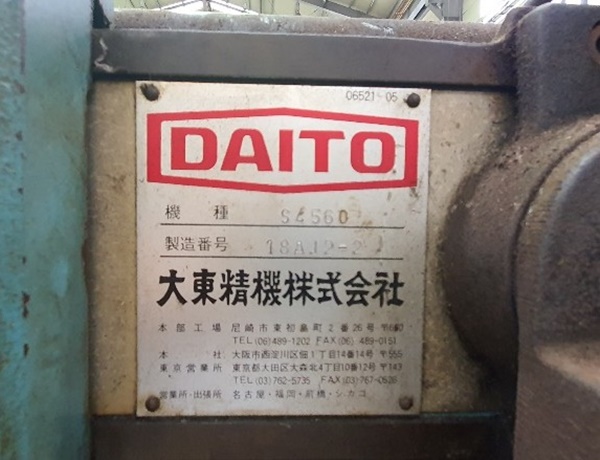 06521-05
DAITO
機種 S4560
製造番号
大東精機株式会社
本部工場 尼崎市東初島町2番26号 〒660
TEL(06)489-1202 FAX(06)489-0151
本社 大阪市西淀川区佃1丁目14番14号 〒555
東京営業所 東京都大田区大森北4丁目10番12号 〒143
TEL(03)762-5735 FAX(03)767-0526
営業所・出張所 名古屋・福岡・前橋・シカゴ